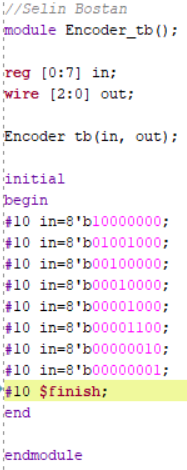 //Selin Bostan
module Encoder_tb();
reg [0:7] in;
wire [2:0] out;
Encoder tb(in, out);
initial
begin
#10 in=8'b10000000;
#10 in=8'b01001000;
#10 in=8'b00100000;
#10 in=8'b00010000;
#10 in=8'b00001000;
#10 in=8'b00001100;
#10 in=8'b00000010;
#10 in=8'b00000001;
#10 $finish;
end
endmodule